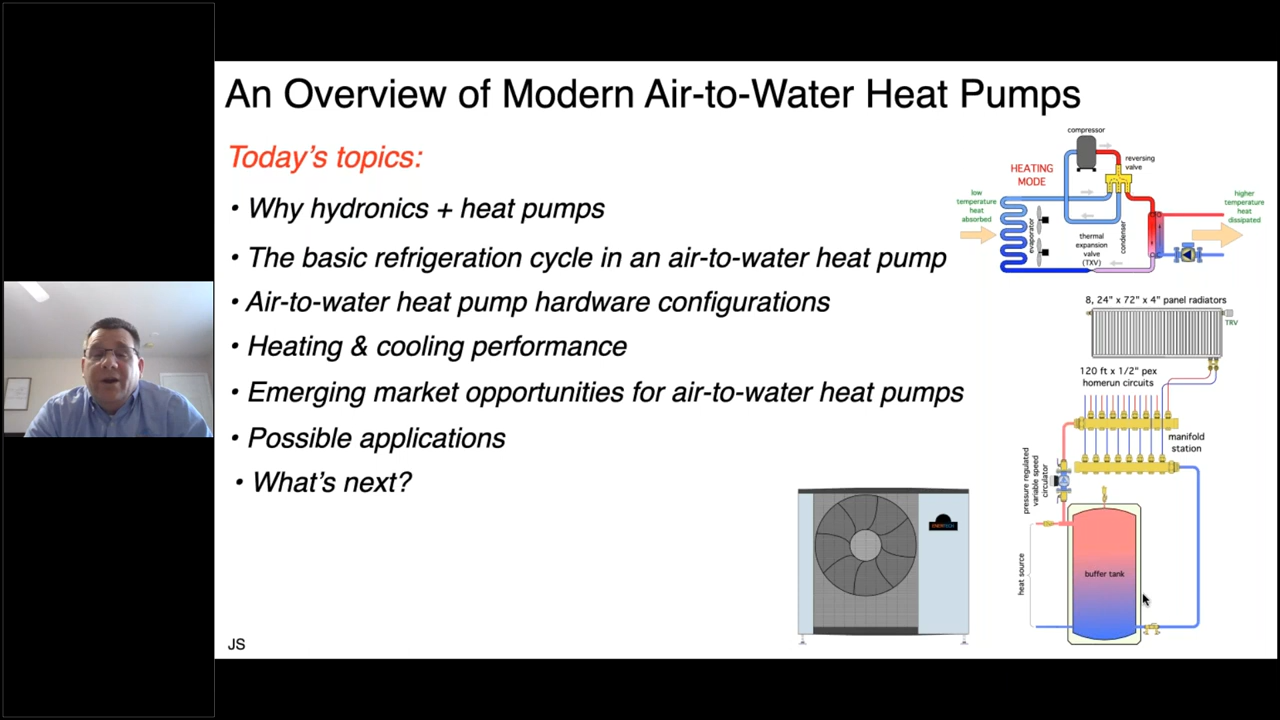 An Overview of Modern Air-to-Water Heat Pumps
Today's topics:
• Why hydronics + heat pumps
• The basic refrigeration cycle in an air-to-water heat pump
• Air-to-water heat pump hardware configurations
• Heating & cooling performance
• Emerging market opportunities for air-to-water heat pumps
• Possible applications
• What's next?
JS
compressor
reversing
valve
HEATING
MODE
low
temperature
heat
absorbed
higher
temperature
heat
dissipated
evaporator
condenser
thermal
expansion
valve
(TXV)
8, 24" x 72" x 4" panel radiators
TRV
120 ft x 1/2" pex
homerun circuits
manifold
station
pressure regulated
variable speed
circulator
heat source
buffer tank
ENERTECH